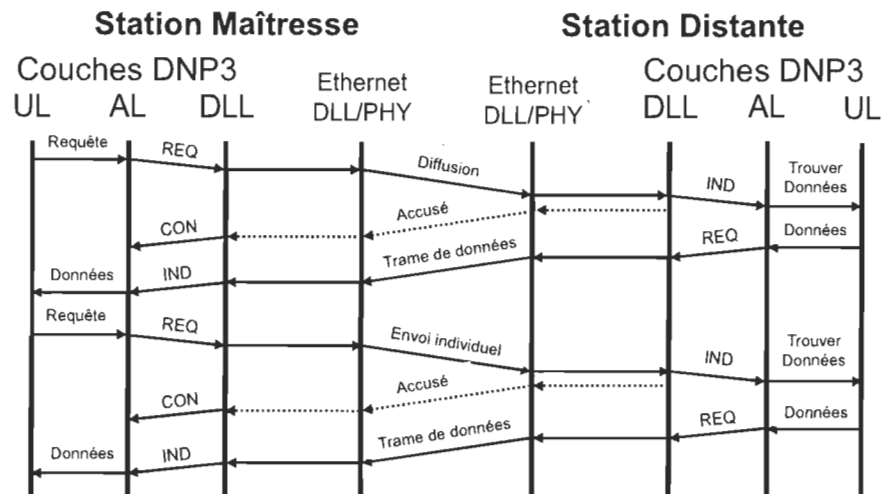 Station Maîtresse Station Distante
Couches DNP3 Couches DNP3
Ethernet Ethernet
DLL/PHY DLL/PHY
UL AL DLL DLL AL UL
Requête REQ Diffusion IND Trouver
Données
Accusé
CON REQ Données
Trame de données
Données IND
Requête REQ Envoi individuel IND Trouver
Données
Accusé
CON REQ Données
Trame de données
Données IND